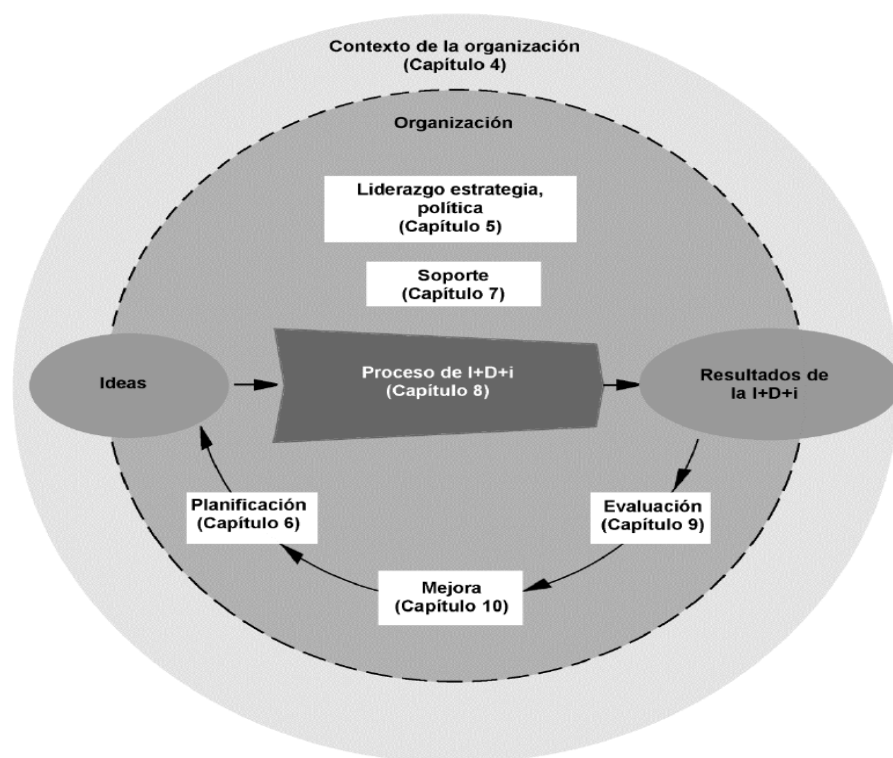 Contexto de la organización
(Capítulo 4)
Organización
Liderazgo estrategia,
política
(Capítulo 5)
Soporte
(Capítulo 7)
Ideas
Proceso de I+D+i
(Capítulo 8)
Resultados de
la I+D+i
Planificación
(Capítulo 6)
Evaluación
(Capítulo 9)
Mejora
(Capítulo 10)